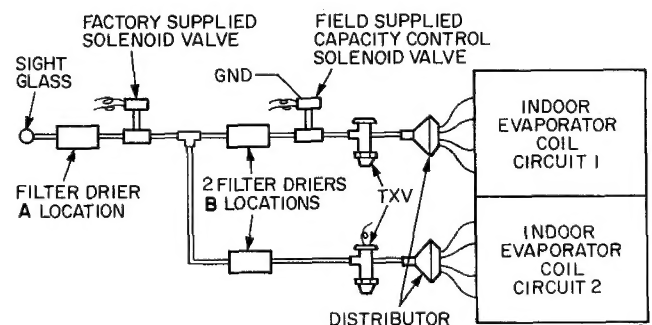 FACTORY SUPPLIED
SOLENOID VALVE
FIELD SUPPLIED
CAPACITY CONTROL
SOLENOID VALVE
SIGHT
GLASS
GND
INDOOR
EVAPORATOR
COIL
CIRCUIT 1
FILTER DRIER
A LOCATION
2 FILTER DRIERS
B LOCATIONS
TXV
INDOOR
EVAPORATOR
COIL
CIRCUIT 2
DISTRIBUTOR